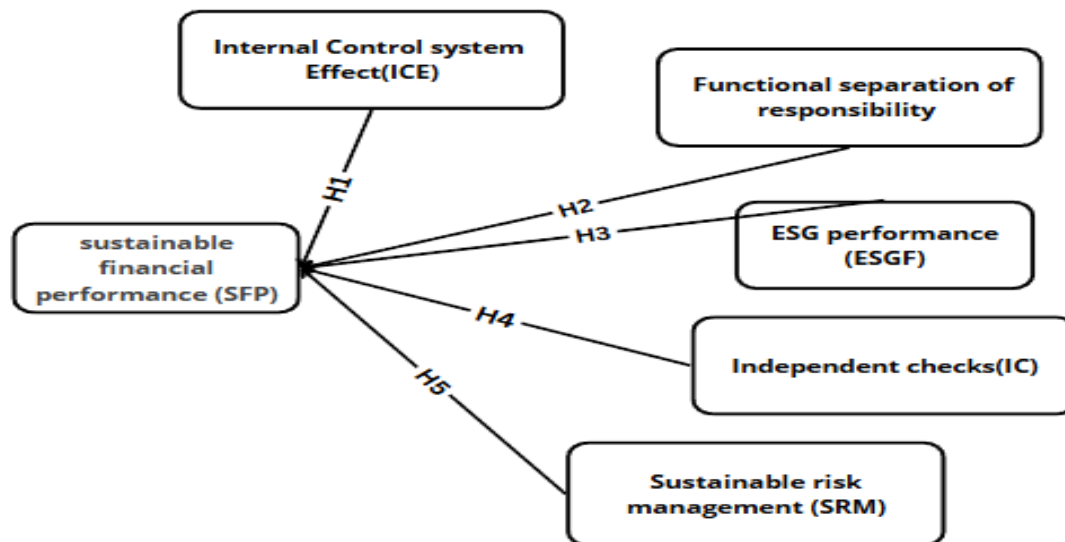 Internal Control system
Effect(ICE)
Functional separation of
responsibility
H1
H2
H3
ESG performance
(ESGF)
sustainable
financial
performance (SFP)
H4
Independent checks(IC)
H5
Sustainable risk
management (SRM)